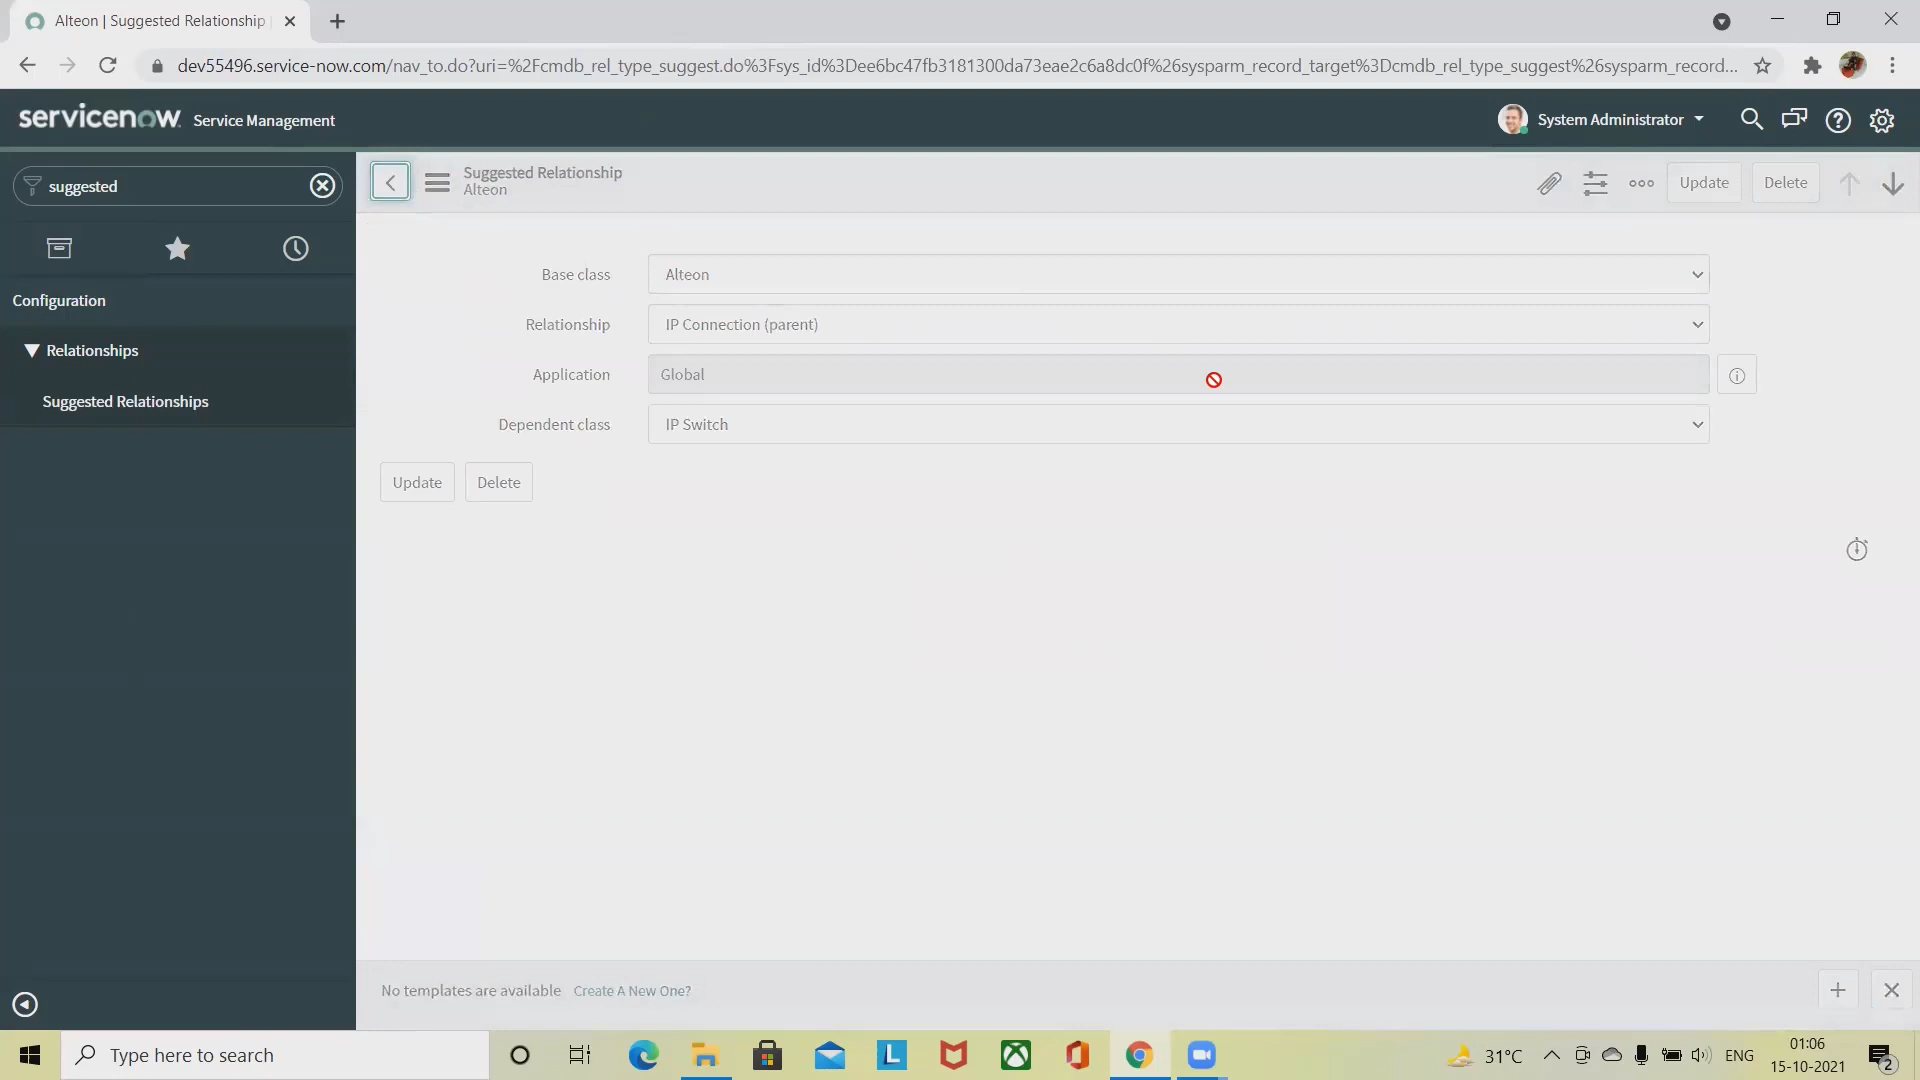 Alteon | Suggested Relationship
dev55496.service-now.com/nav_to.do?uri=%2Fcmdb_rel_type_suggest.do%3Fsys_id%3Dee6bc47fb3181300da73eae2c6a8dc0f%26sysparm_record_target%3Dcmdb_rel_type_suggest%26sysparm_record...
servicenow. Service Management
System Administrator
suggested
Suggested Relationship
Alteon
Update
Delete
Configuration
Relationships
Suggested Relationships
Base class
Alteon
Relationship
IP Connection (parent)
Application
Global
Dependent class
IP Switch
Update
Delete
No templates are available Create A New One?
Type here to search
L
31°C
ENG
01:06
15-10-2021
2